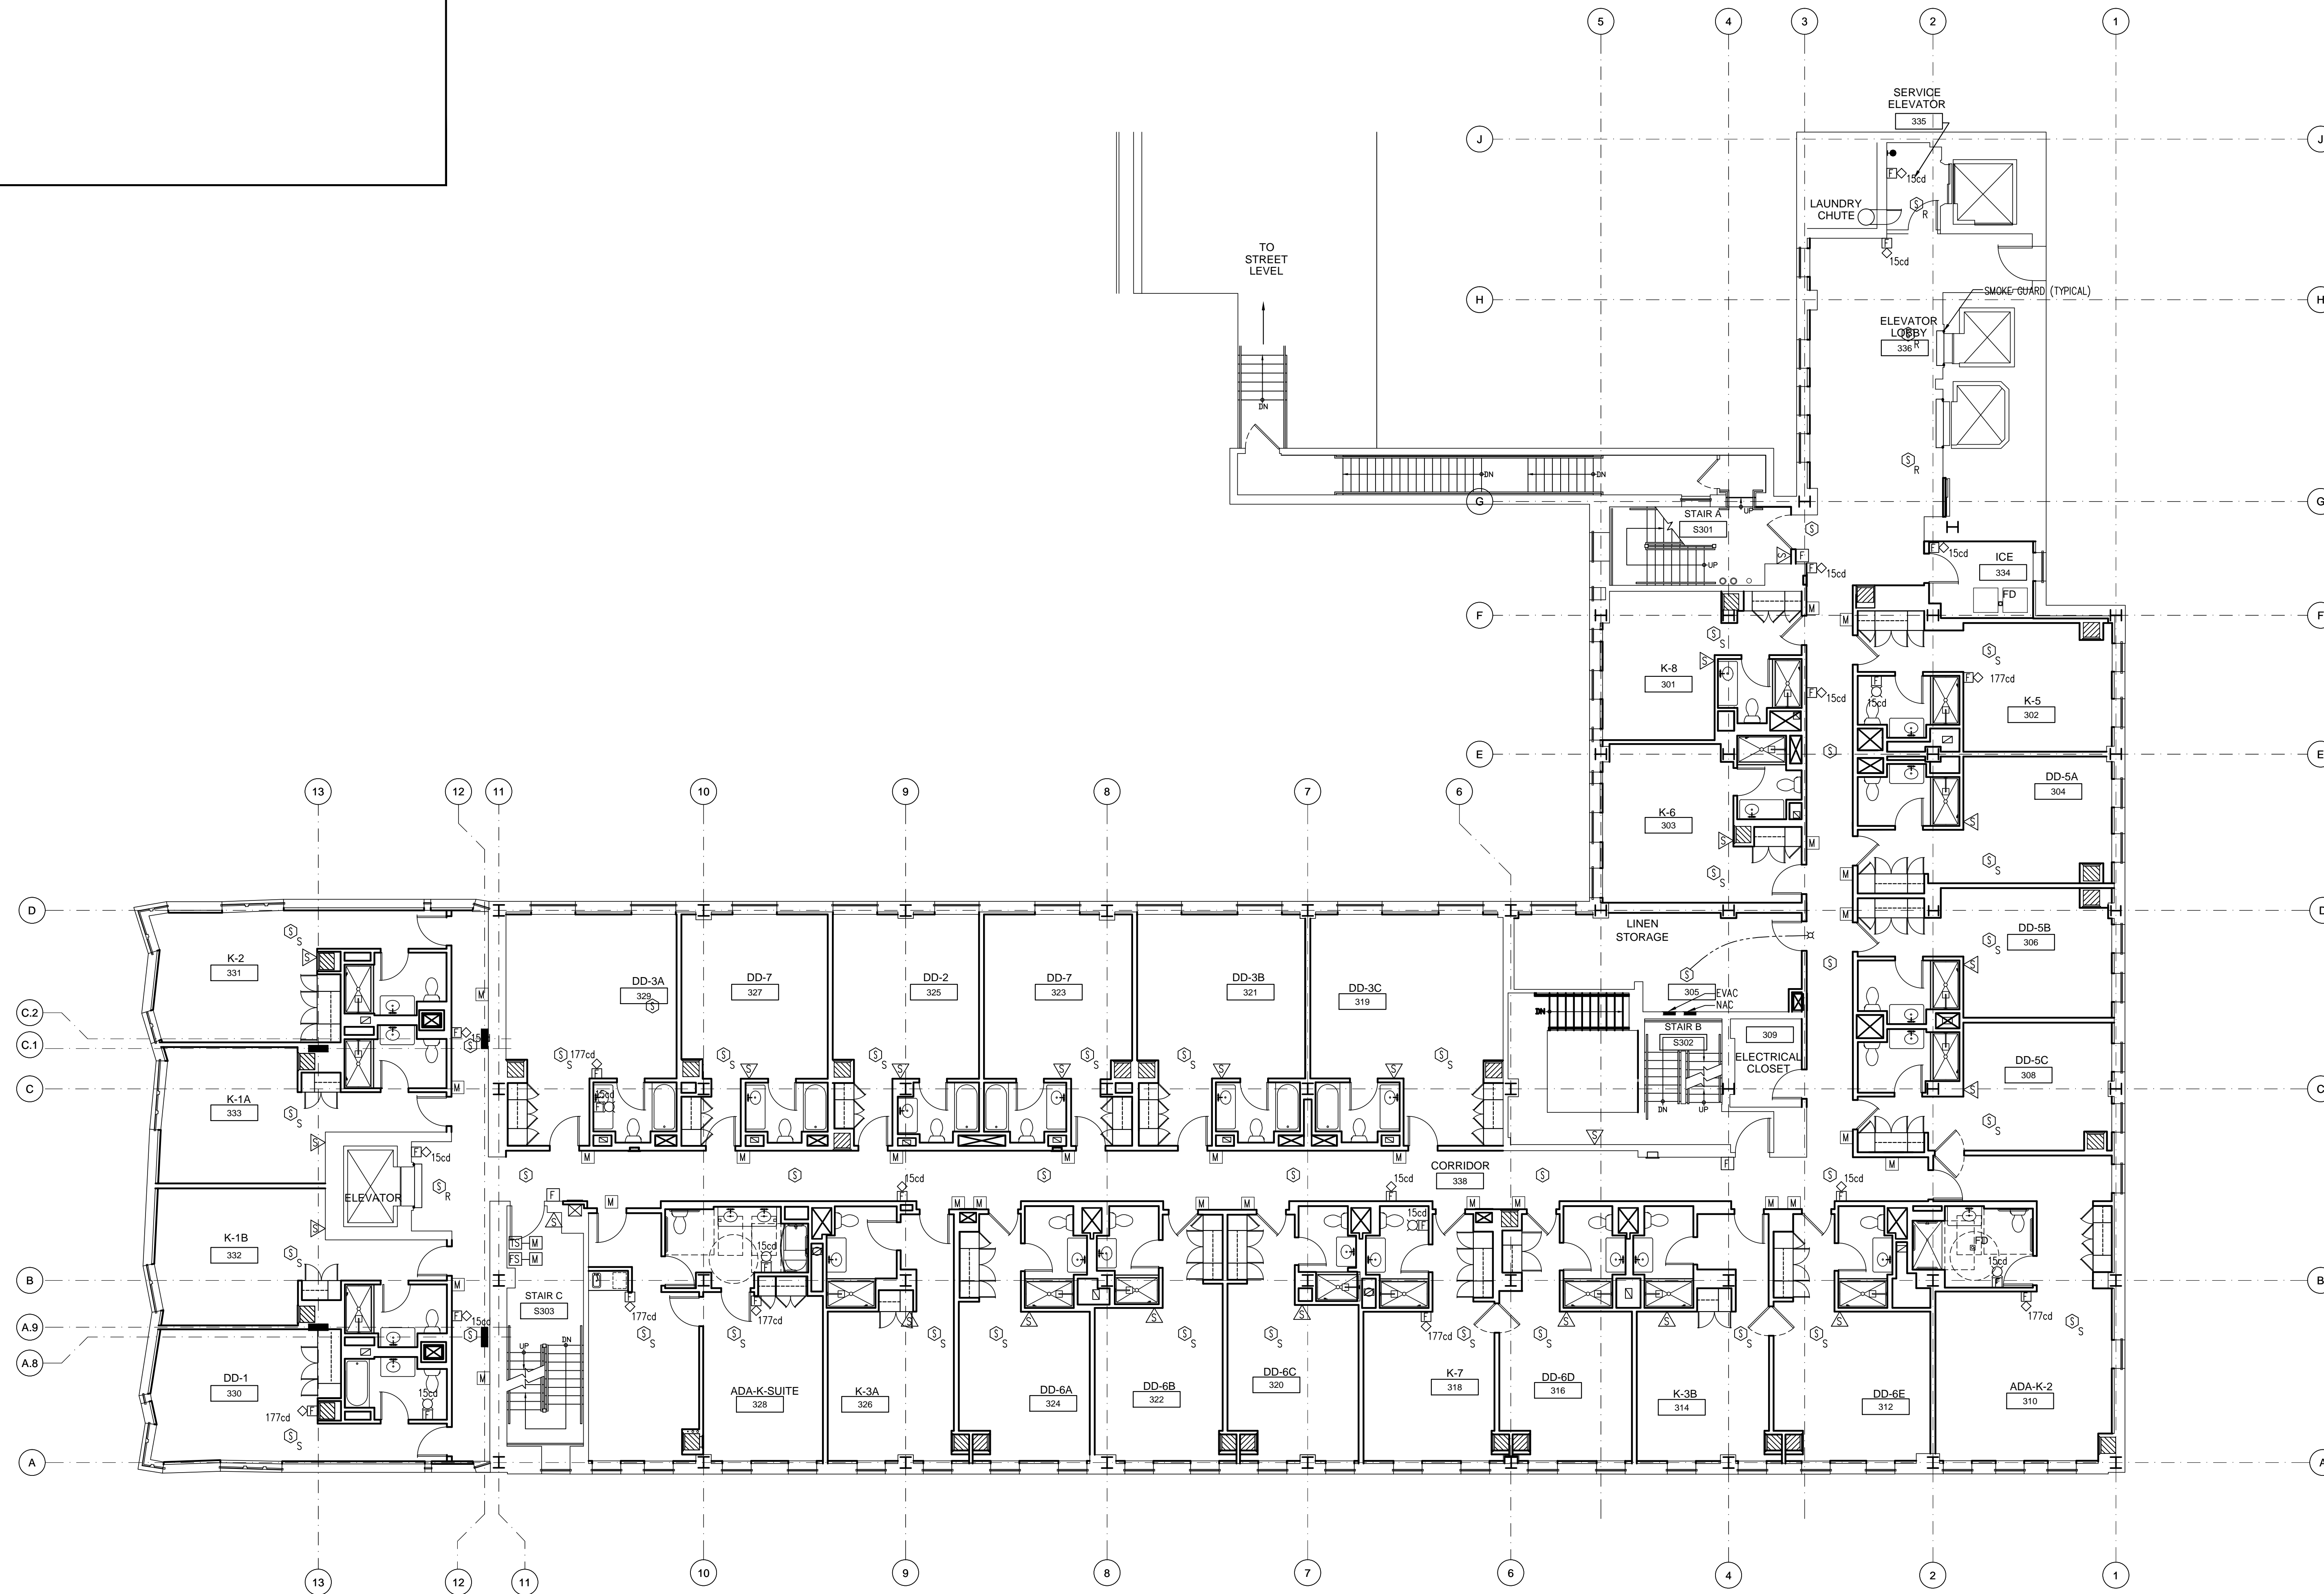 5 4 3 2 1
SERVICE
ELEVATOR
335
J J
15cd
LAUNDRY
CHUTE
S R
F
15cd
TO
STREET
LEVEL
H H
SMOKE GUARD (TYPICAL)
ELEVATOR
LOBBY
336
S R
DN
S R
DN DN
G G
STAIR A
S301
UP
UP
S
S F
F 15cd
F 15cd
ICE
334
FD
F F
M M
K-8
301
S S
S
F 15cd
S S
F 177cd
F
15cd
K-5
302
E E
S
13 12 11 10 9 8 7 6
DD-5A
304
S
S S
K-6
303
S
M
S S
M
D D
M
LINEN
STORAGE
S
305
EVAC
NAC
S
DD-5B
306
S S
S
K-2
331
S S
S
M
DD-3A
329
S
DD-7
327
DD-2
325
DD-7
323
DD-3B
321
DD-3C
319
DN
STAIR B
S302
309
ELECTRICAL
CLOSET
DN UP
C.2
C.1
F 15cd
S
DD-5C
308
S
S S
C C
M
K-1A
333
S S
S
S S 177cd
F
15cd
F
S S
S
S S
S
S S
S
S S
S
S S
S
S
F 15cd
M M M M M
S
M
F
M
ELEVATOR
S R
S
CORRIDOR
338
S S S S S S
15cd
F
15cd
F
15cd
F
F
S
M M M M M M M M M M
K-1B
332
S S
FS M
FS M
15cd
F
15cd
F
FD
15cd
F
B B
M
STAIR C
S303
UP DN
F
177cd
F
177cd
F
177cd
F
177cd
A.9
A.8
F 15cd
S
S S S S S S S S S S S S S S S S S S S S
DD-1
330
15cd
F
177cd F
S S
M
ADA-K-SUITE
328
K-3A
326
DD-6A
324
DD-6B
322
DD-6C
320
K-7
318
DD-6D
316
K-3B
314
DD-6E
312
ADA-K-2
310
A A
13 12 11 10 9 8 7 6 4 2 1